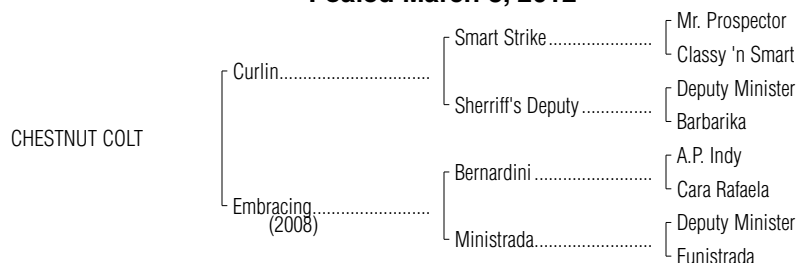 Foaled March 2012
Mr. Prospector
Smart Strike
Classy 'n Smart
Curlin
Deputy Minister
Sherriff's Deputy
Barbarika
CHESTNUT COLT
A.P. Indy
Bernardini
Cara Rafaela
Embracing
(2008)
Deputy Minister
Ministrada
Funistrada